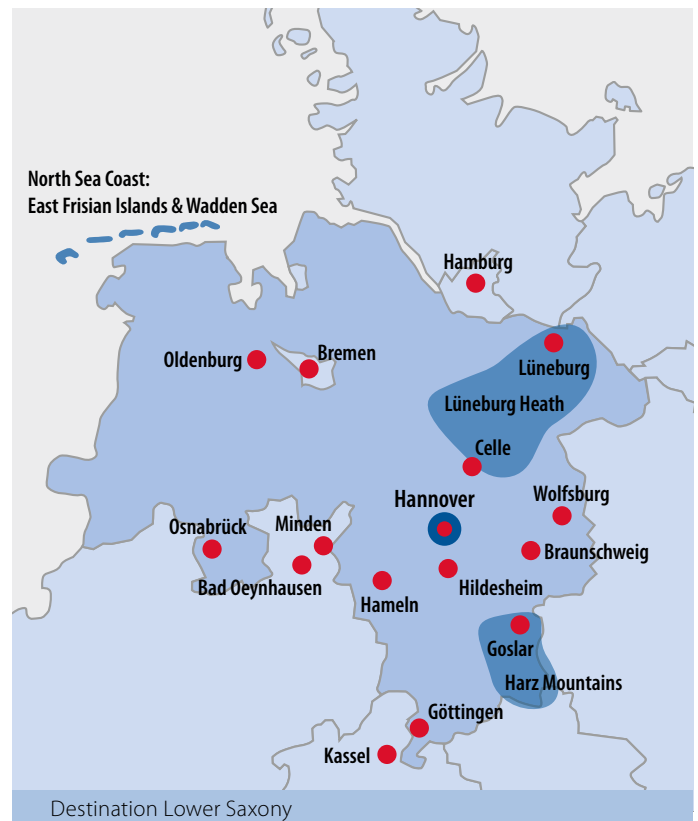 North Sea Coast:
East Frisian Islands & Wadden Sea
Hamburg
Oldenburg
Bremen
Lüneburg
Lüneburg Heath
Celle
Hannover
Wolfsburg
Osnabrück
Minden
Braunschweig
Bad Oeynhausen
Hameln
Hildesheim
Goslar
Harz Mountains
Göttingen
Kassel
Destination Lower Saxony